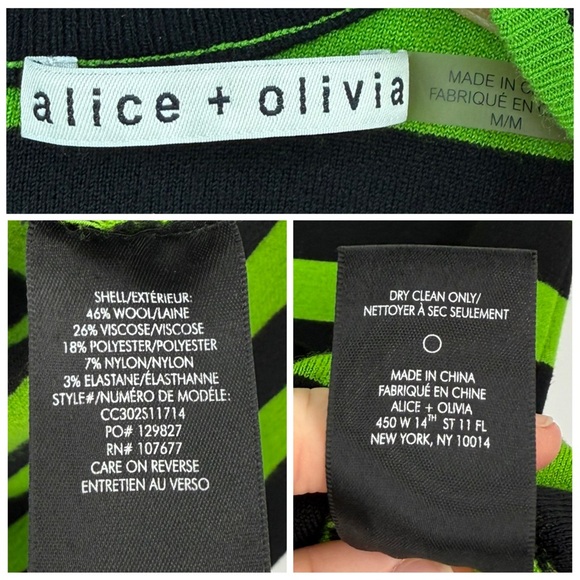 alice + olivia
MADE IN
FABRIQUÉ EN
M/M
SHELL/EXTÉRIEUR:
46% WOOL/LAINE
26% VISCOSE/VISCOSE
18% POLYESTER/POLYESTER
7% NYLON/NYLON
3% ELASTANE/ÉLASTHANNE
STYLE#/NUMÉRO DE MODÈLE:
CC302S11714
PO# 129827
RN# 107677
CARE ON REVERSE
ENTRETIEN AU VERSO
DRY CLEAN ONLY/
NETTOYER À SEC SEULEMENT
MADE IN CHINA
FABRIQUÉ EN CHINE
ALICE + OLIVIA
450 W 14TH ST 11 FL
NEW YORK, NY 10014